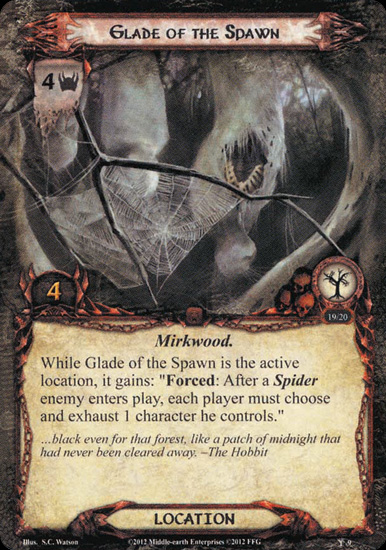 GLADE OF THE SPAWN
4
4
19/20
Mirkwood.
While Glade of the Spawn is the active
location, it gains: "Forced: After a Spider
enemy enters play, each player must choose
and exhaust 1 character he controls."
...black even for that forest, like a patch of midnight that
had never been cleared away. –The Hobbit
LOCATION
Illus. S.C. Watson ©2012 Middle-earth Enterprises ©2012 FFG